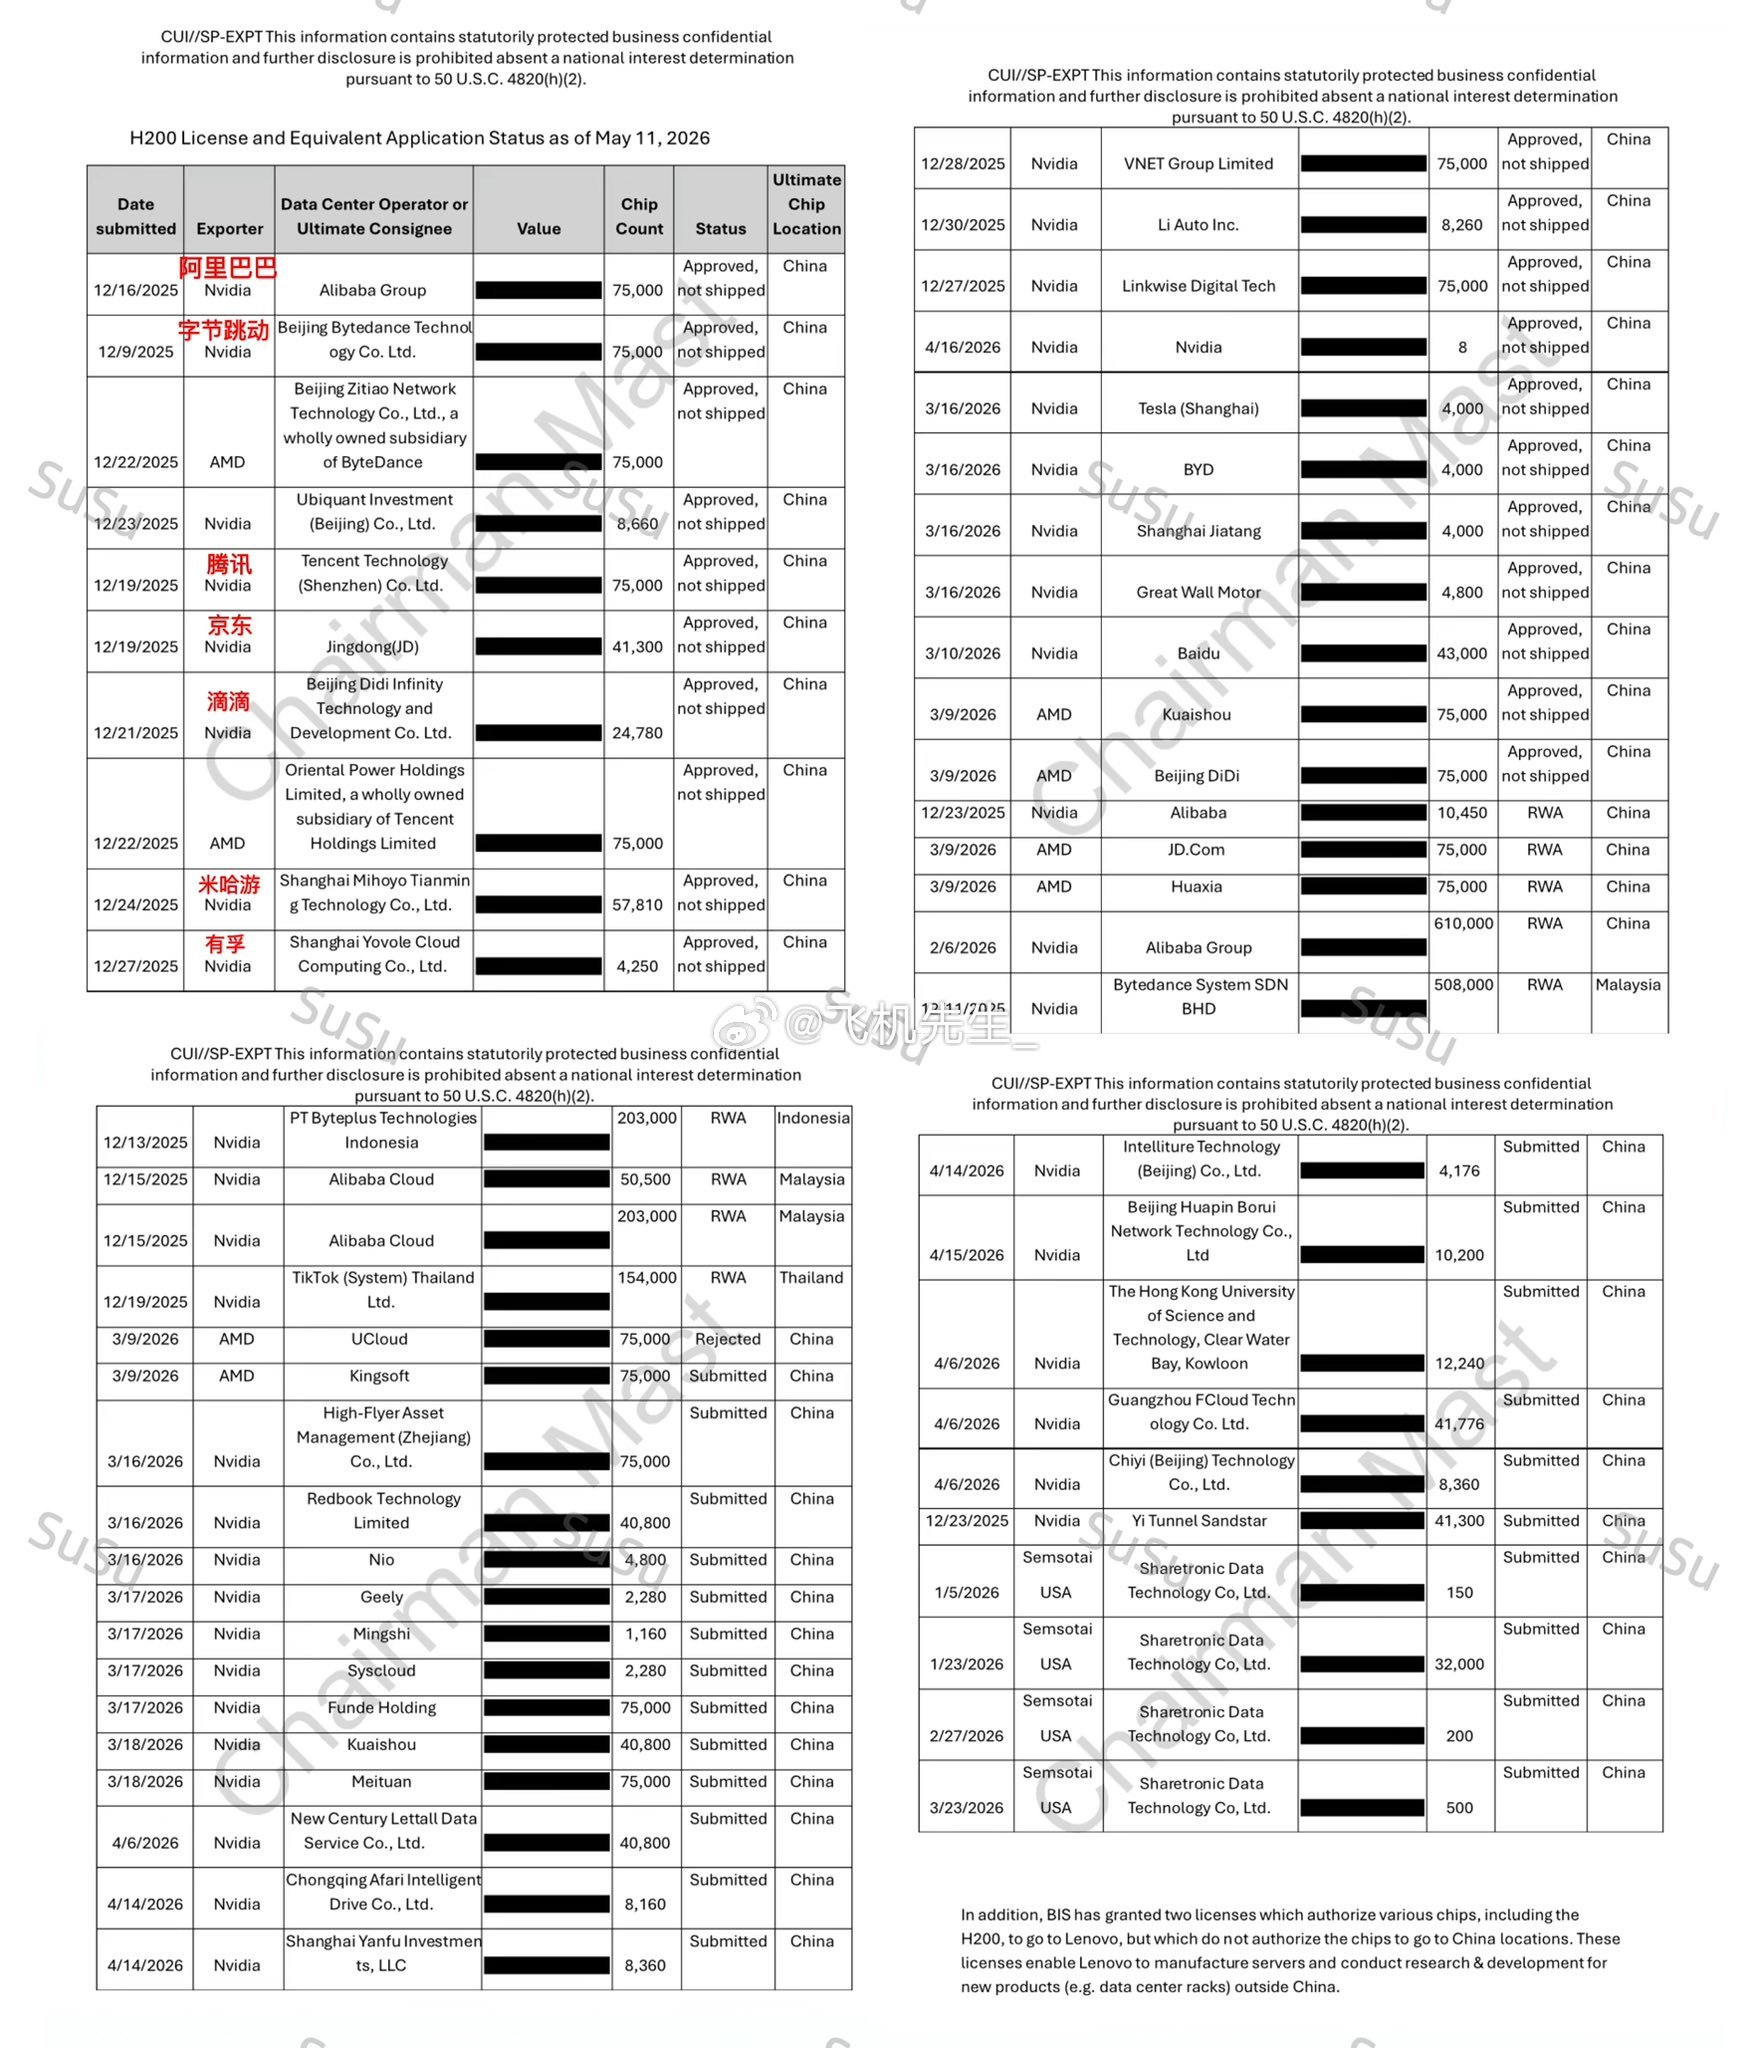 CUI//SP-EXPT This information contains statutorily protected business confidential
information and further disclosure is prohibited absent a national interest determination
pursuant to 50 U.S.C. 4820(h)(2).
H200 License and Equivalent Application Status as of May 11, 2026
Date submitted Exporter Data Center Operator or Ultimate Consignee Value Chip Count Status Ultimate Chip Location
阿里巴巴
12/16/2025 Nvidia Alibaba Group 75,000 Approved, not shipped China
字节跳动
12/9/2025 Nvidia Beijing Bytedance Technology Co. Ltd. 75,000 Approved, not shipped China
12/22/2025 AMD Beijing Zitiao Network Technology Co., Ltd., a wholly owned subsidiary of ByteDance 75,000 Approved, not shipped China
12/23/2025 Nvidia Ubiquant Investment (Beijing) Co., Ltd. 8,660 Approved, not shipped China
腾讯
12/19/2025 Nvidia Tencent Technology (Shenzhen) Co. Ltd. 75,000 Approved, not shipped China
京东
12/19/2025 Nvidia Jingdong(JD) 41,300 Approved, not shipped China
滴滴
12/21/2025 Nvidia Beijing Didi Infinity Technology and Development Co. Ltd. 24,780 Approved, not shipped China
12/22/2025 AMD Oriental Power Holdings Limited, a wholly owned subsidiary of Tencent Holdings Limited 75,000 Approved, not shipped China
米哈游
12/24/2025 Nvidia Shanghai Mihoyo Tianming Technology Co., Ltd. 57,810 Approved, not shipped China
有孚
12/27/2025 Nvidia Shanghai Yovole Cloud Computing Co., Ltd. 4,250 Approved, not shipped China
CUI//SP-EXPT This information contains statutorily protected business confidential
information and further disclosure is prohibited absent a national interest determination
pursuant to 50 U.S.C. 4820(h)(2).
12/28/2025 Nvidia VNET Group Limited 75,000 Approved, not shipped China
12/30/2025 Nvidia Li Auto Inc. 8,260 Approved, not shipped China
12/27/2025 Nvidia Linkwise Digital Tech 75,000 Approved, not shipped China
4/16/2026 Nvidia Nvidia 8 Approved, not shipped China
3/16/2026 Nvidia Tesla (Shanghai) 4,000 Approved, not shipped China
3/16/2026 Nvidia BYD 4,000 Approved, not shipped China
3/16/2026 Nvidia Shanghai Jiatang 4,000 Approved, not shipped China
3/16/2026 Nvidia Great Wall Motor 4,800 Approved, not shipped China
3/10/2026 Nvidia Baidu 43,000 Approved, not shipped China
3/9/2026 AMD Kuaishou 75,000 Approved, not shipped China
3/9/2026 AMD Beijing DiDi 75,000 Approved, not shipped China
12/23/2025 Nvidia Alibaba 10,450 RWA China
3/9/2026 AMD JD.Com 75,000 RWA China
3/9/2026 AMD Huaxia 75,000 RWA China
2/6/2026 Nvidia Alibaba Group 610,000 RWA China
12/11/2025 Nvidia Bytedance System SDN BHD 508,000 RWA Malaysia
@飞机先生_
CUI//SP-EXPT This information contains statutorily protected business confidential
information and further disclosure is prohibited absent a national interest determination
pursuant to 50 U.S.C. 4820(h)(2).
12/13/2025 Nvidia PT Byteplus Technologies Indonesia 203,000 RWA Indonesia
12/15/2025 Nvidia Alibaba Cloud 50,500 RWA Malaysia
12/15/2025 Nvidia Alibaba Cloud 203,000 RWA Malaysia
12/19/2025 Nvidia TikTok (System) Thailand Ltd. 154,000 RWA Thailand
3/9/2026 AMD UCloud 75,000 Rejected China
3/9/2026 AMD Kingsoft 75,000 Submitted China
3/16/2026 Nvidia High-Flyer Asset Management (Zhejiang) Co., Ltd. 75,000 Submitted China
3/16/2026 Nvidia Redbook Technology Limited 40,800 Submitted China
3/16/2026 Nvidia Nio 4,800 Submitted China
3/17/2026 Nvidia Geely 2,280 Submitted China
3/17/2026 Nvidia Mingshi 1,160 Submitted China
3/17/2026 Nvidia Syscloud 2,280 Submitted China
3/17/2026 Nvidia Funde Holding 75,000 Submitted China
3/18/2026 Nvidia Kuaishou 40,800 Submitted China
3/18/2026 Nvidia Meituan 75,000 Submitted China
4/6/2026 Nvidia New Century Lettall Data Service Co., Ltd. 40,800 Submitted China
4/14/2026 Nvidia Chongqing Afari Intelligent Drive Co., Ltd. 8,160 Submitted China
4/14/2026 Nvidia Shanghai Yanfu Investments, LLC 8,360 Submitted China
CUI//SP-EXPT This information contains statutorily protected business confidential
information and further disclosure is prohibited absent a national interest determination
pursuant to 50 U.S.C. 4820(h)(2).
4/14/2026 Nvidia Intelliture Technology (Beijing) Co., Ltd. 4,176 Submitted China
4/15/2026 Nvidia Beijing Huapin Borui Network Technology Co., Ltd 10,200 Submitted China
4/6/2026 Nvidia The Hong Kong University of Science and Technology, Clear Water Bay, Kowloon 12,240 Submitted China
4/6/2026 Nvidia Guangzhou FCloud Technology Co. Ltd. 41,776 Submitted China
4/6/2026 Nvidia Chiyi (Beijing) Technology Co., Ltd. 8,360 Submitted China
12/23/2025 Nvidia Yi Tunnel Sandstar 41,300 Submitted China
1/5/2026 Semsotai USA Sharetronic Data Technology Co, Ltd. 150 Submitted China
1/23/2026 Semsotai USA Sharetronic Data Technology Co, Ltd. 32,000 Submitted China
2/27/2026 Semsotai USA Sharetronic Data Technology Co, Ltd. 200 Submitted China
3/23/2026 Semsotai USA Sharetronic Data Technology Co, Ltd. 500 Submitted China
In addition, BIS has granted two licenses which authorize various chips, including the
H200, to go to Lenovo, but which do not authorize the chips to go to China locations. These
licenses enable Lenovo to manufacture servers and conduct research & development for
new products (e.g. data center racks) outside China.
Chairman Mast
Chairman Mast
Chairman Mast
Chairman Mast
SuSu
SuSu
SuSu
SuSu
SuSu
SuSu
SuSu
SuSu
SuSu
SuSu
SuSu